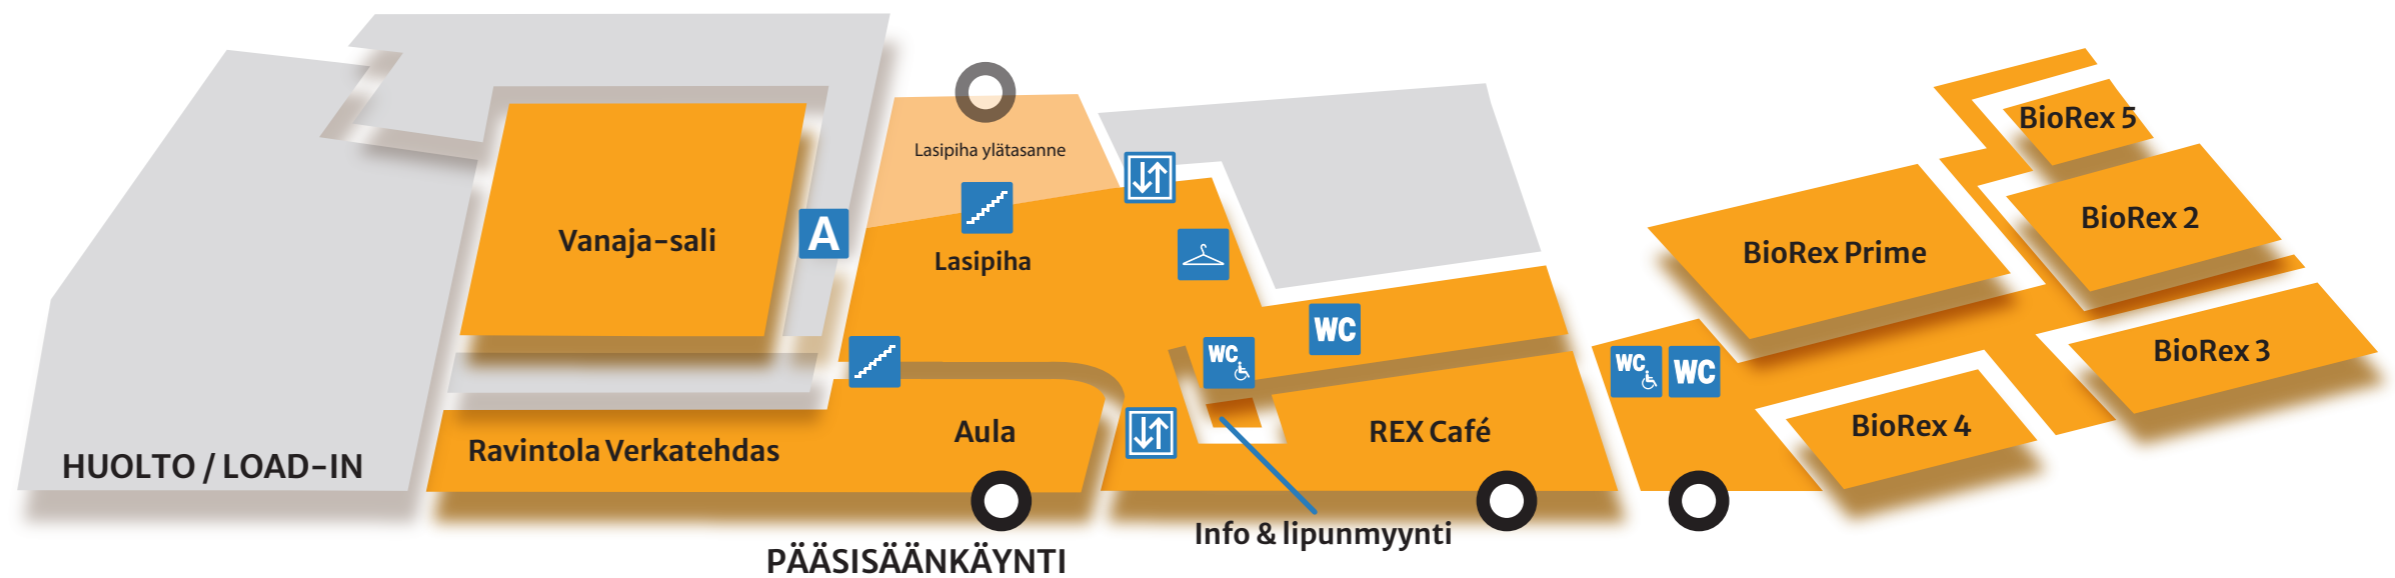 BioRex 5
Lasipiha ylätasanne
BioRex 2
Vanaja-sali
A
BioRex Prime
Lasipiha
WC
BioRex 3
WC
WC
WC
BioRex 4
Aula
REX Café
Ravintola Verkatehdas
HUOLTO / LOAD-IN
Info & lipunmyynti
PÄÄSISÄÄNKÄYNTI